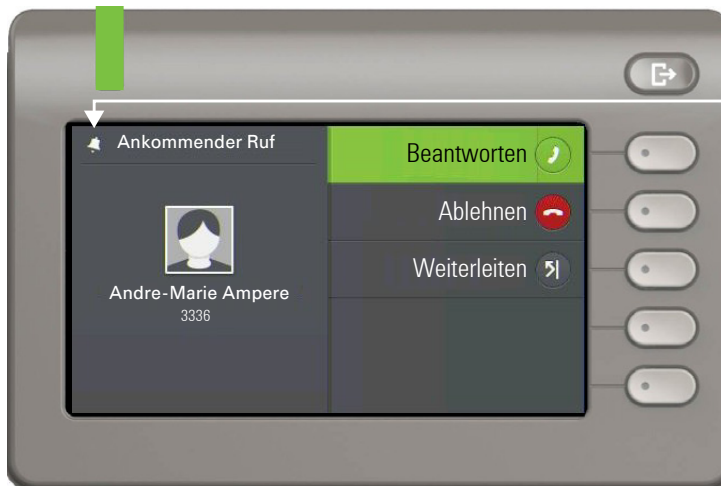 Ankommender Ruf
Andre-Marie Ampere
3336
Beantworten
Ablehnen
Weiterleiten